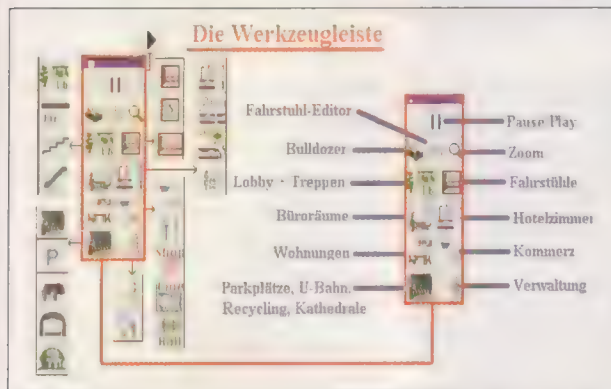 Die Werkzeugleiste
Fahrstuhl-Editor
Pause Play
Bulldozer
Zoom
Lobby · Treppen
Fahrstühle
Büroräume
Hotelzimmer
Wohnungen
Kommerz
Parkplätze, U-Bahn.
Recycling, Kathedrale
Verwaltung
P